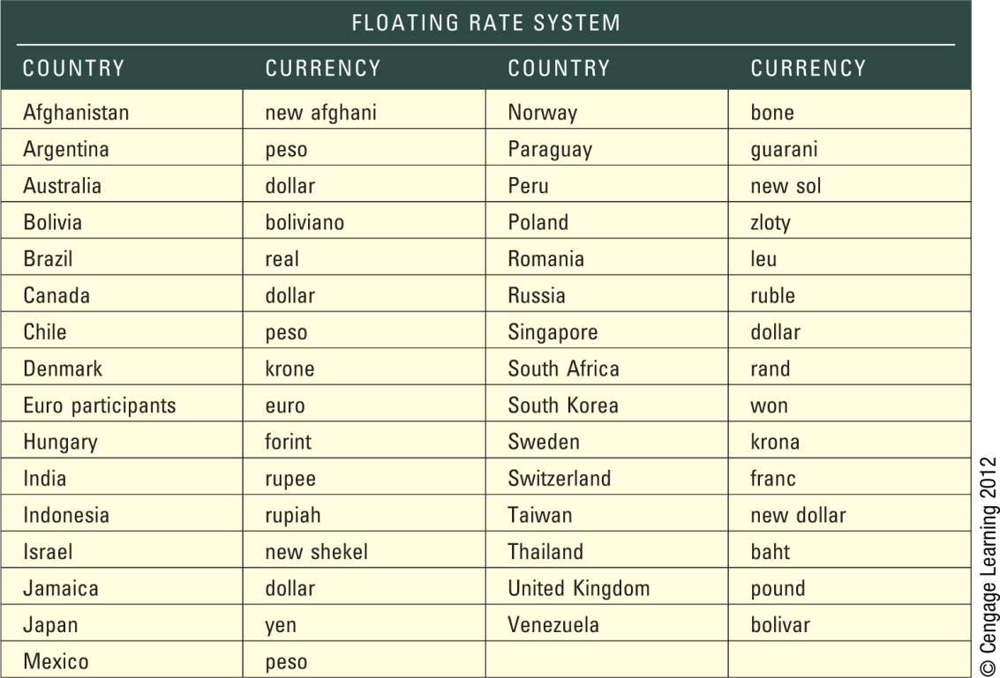 FLOATING RATE SYSTEM
COUNTRY CURRENCY COUNTRY CURRENCY
Afghanistan new afghani Norway bone
Argentina peso Paraguay guarani
Australia dollar Peru new sol
Bolivia boliviano Poland zloty
Brazil real Romania leu
Canada dollar Russia ruble
Chile peso Singapore dollar
Denmark krone South Africa rand
Euro participants euro South Korea won
Hungary forint Sweden krona
India rupee Switzerland franc
Indonesia rupiah Taiwan new dollar
Israel new shekel Thailand baht
Jamaica dollar United Kingdom pound
Japan yen Venezuela bolivar
Mexico peso
© Cengage Learning 2012